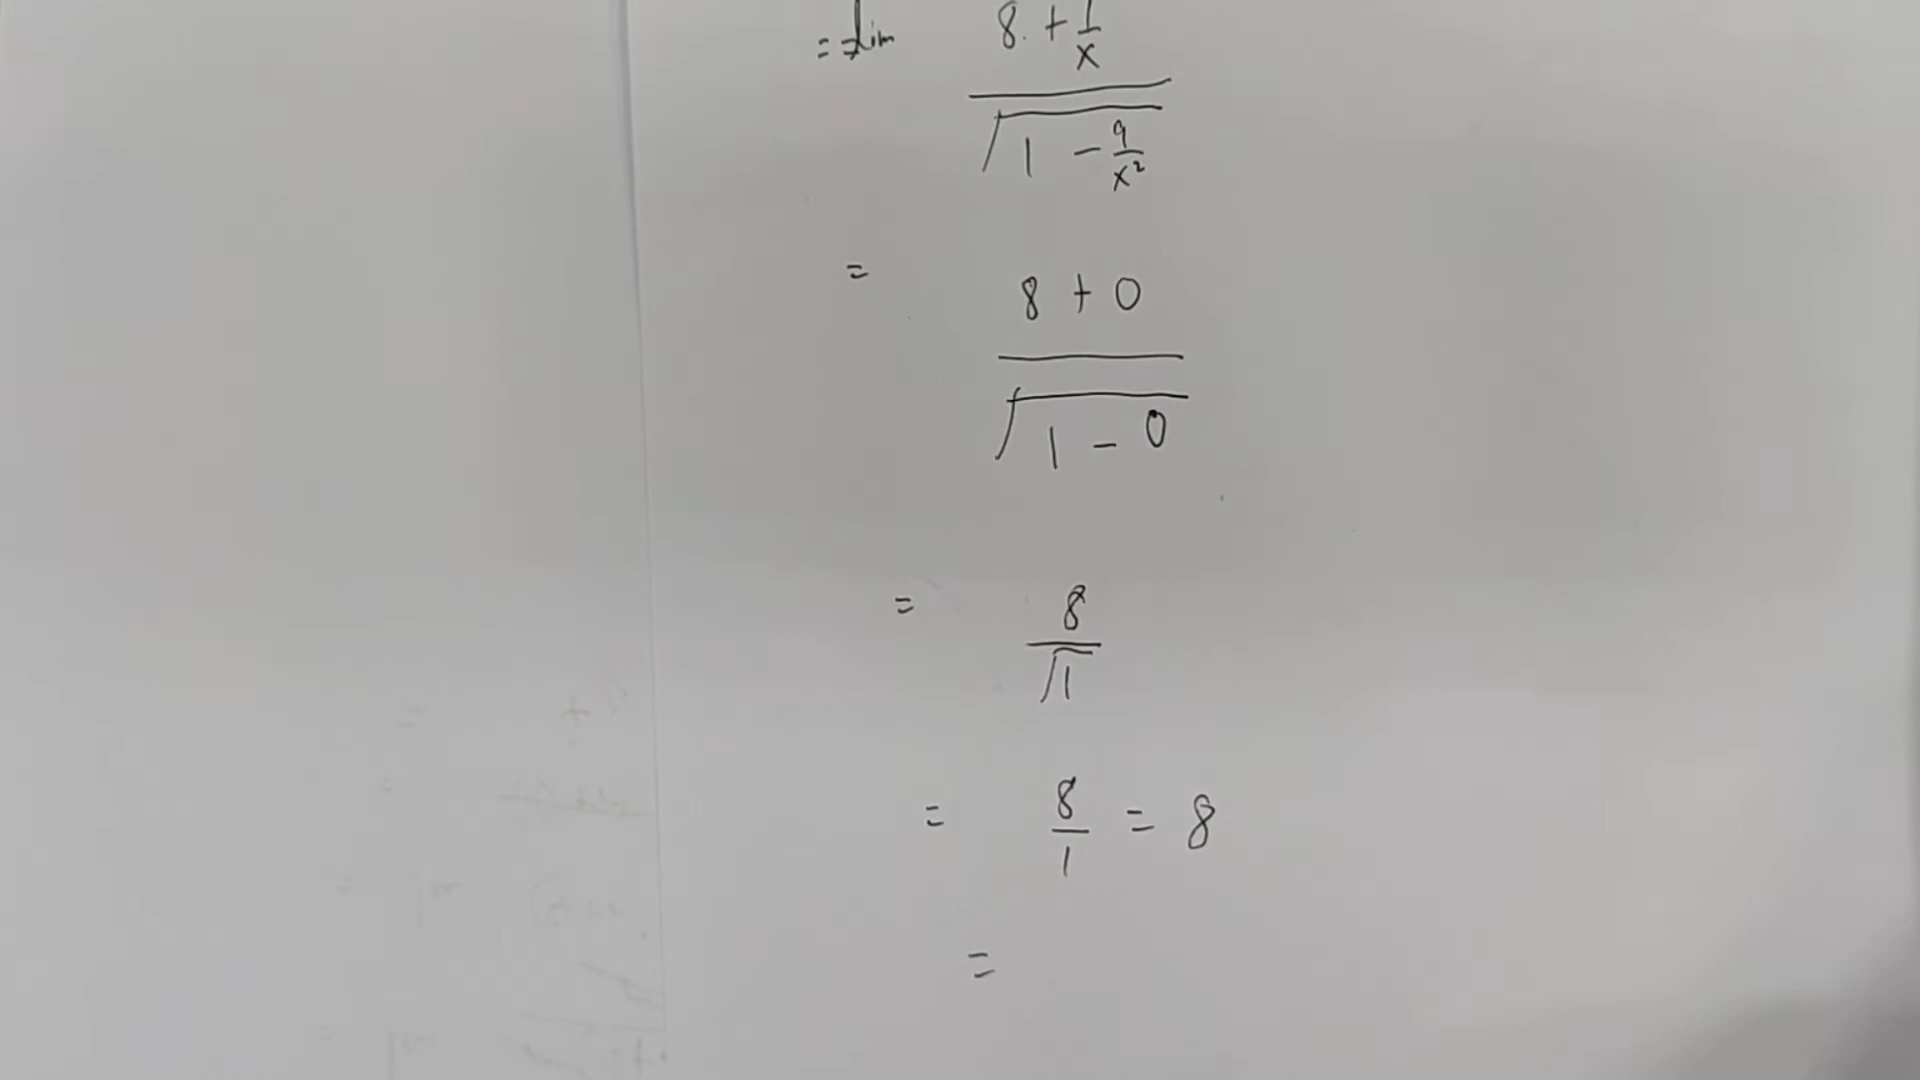 = lim 8. + 1/x
√1 - 9/x²
= 8 + 0
√1 - 0
= 8
√1
= 8/1 = 8
=